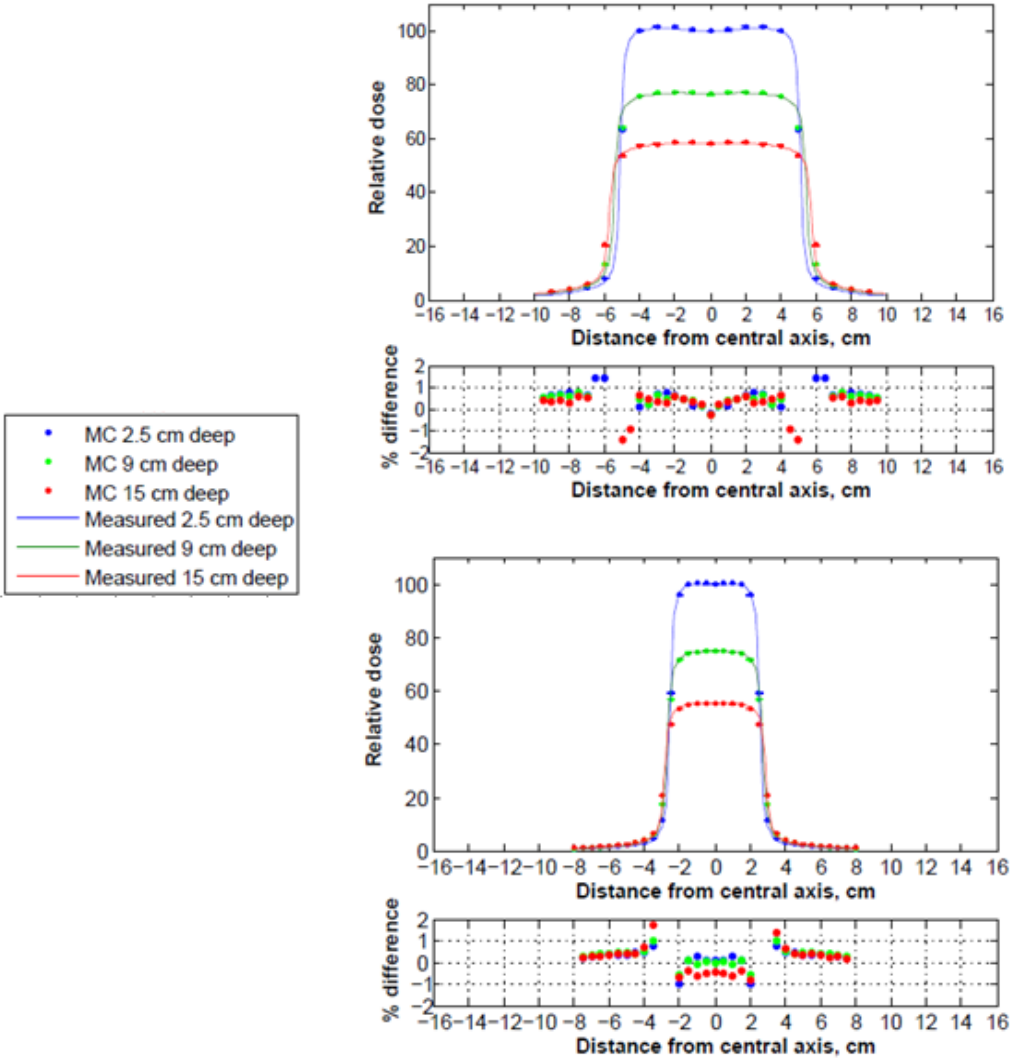 100
80
60
40
20
0
Relative dose
−16 −14 −12 −10 −8 −6 −4 −2 0 2 4 6 8 10 12 14 16
Distance from central axis, cm
2
1
0
−1
−2
% difference
−16 −14 −12 −10 −8 −6 −4 −2 0 2 4 6 8 10 12 14 16
Distance from central axis, cm
MC 2.5 cm deep
MC 9 cm deep
MC 15 cm deep
Measured 2.5 cm deep
Measured 9 cm deep
Measured 15 cm deep
100
80
60
40
20
0
Relative dose
−16−14−12−10 −8 −6 −4 −2 0 2 4 6 8 10 12 14 16
Distance from central axis, cm
2
1
0
−1
−2
% difference
−16−14−12−10 −8 −6 −4 −2 0 2 4 6 8 10 12 14 16
Distance from central axis, cm